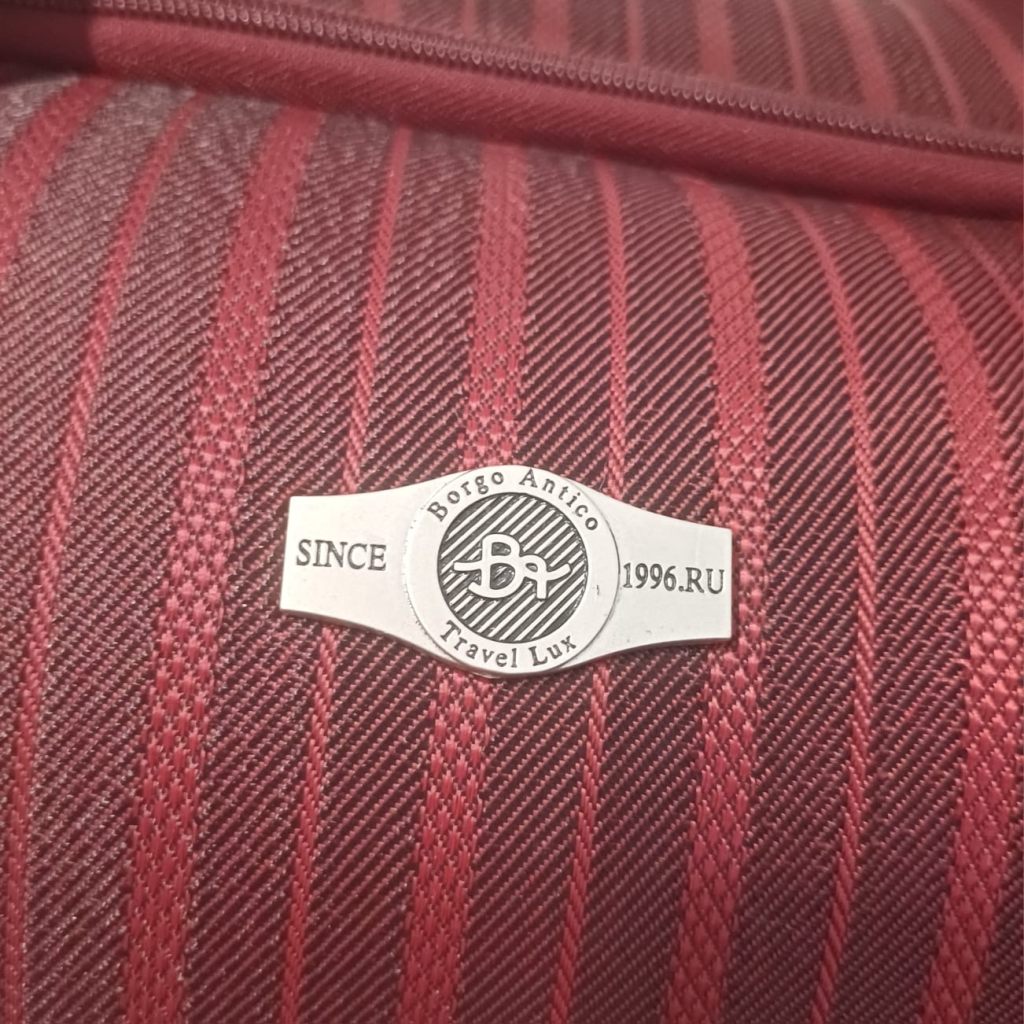 Borgo Antico
SINCE
Ba
1996.RU
Travel Lux